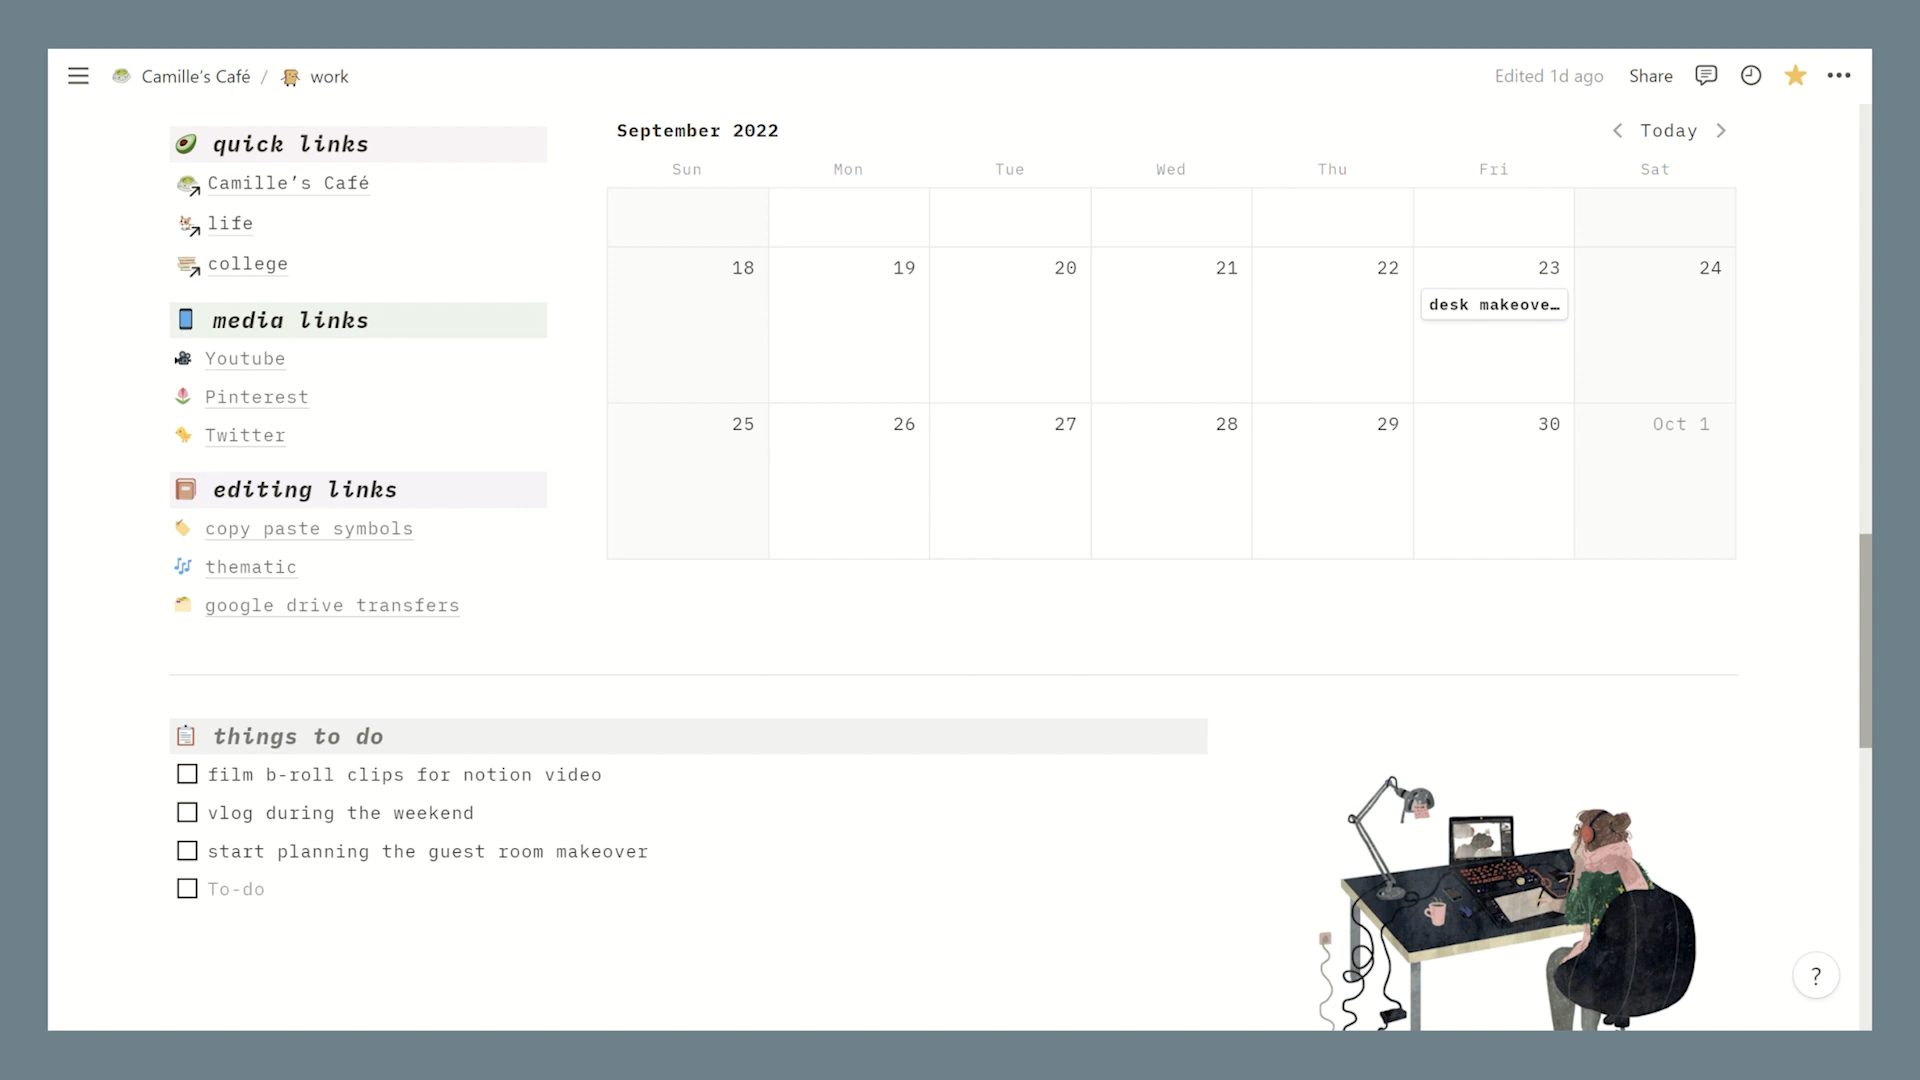 Camille’s Café / work
Edited 1d ago Share
quick links
Camille’s Café
life
college
media links
Youtube
Pinterest
Twitter
editing links
copy paste symbols
thematic
google drive transfers
September 2022
Today
Sun Mon Tue Wed Thu Fri Sat
18 19 20 21 22 23 24
desk makeove…
25 26 27 28 29 30 Oct 1
things to do
film b-roll clips for notion video
vlog during the weekend
start planning the guest room makeover
To-do
?